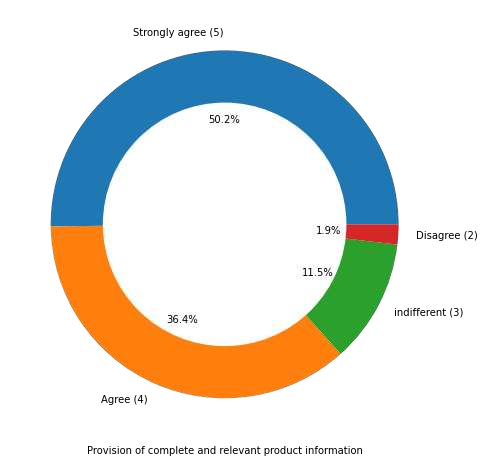 Strongly agree (5)
50.2%
1.9%
Disagree (2)
11.5%
indifferent (3)
36.4%
Agree (4)
Provision of complete and relevant product information